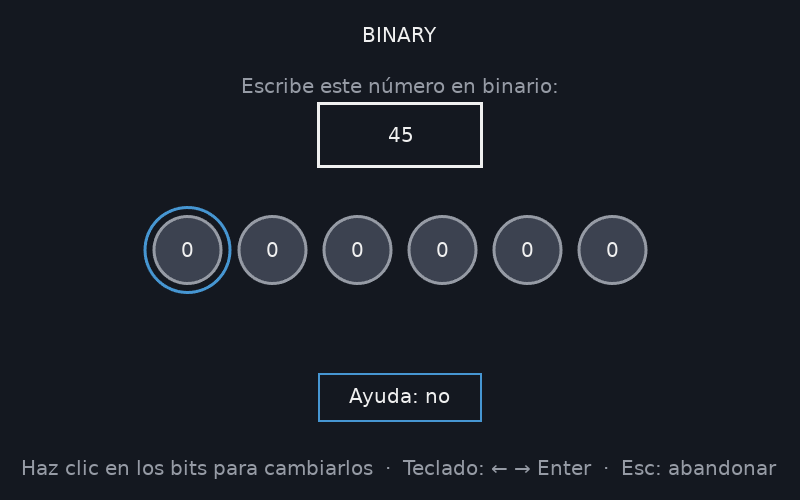 BINARY
Escribe este número en binario:
45
0 0 0 0 0 0
Ayuda: no
Haz clic en los bits para cambiarlos · Teclado: ← → Enter · Esc: abandonar